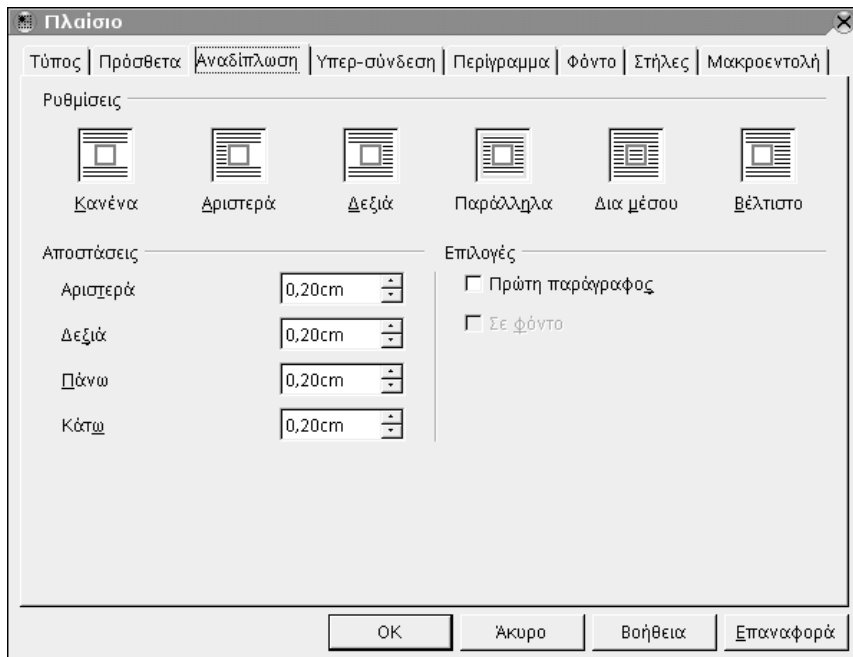 Πλαίσιο
Τύπος Πρόσθετα Αναδίπλωση Υπερ-σύνδεση Περίγραμμα Φόντο Στήλες Μακροεντολή
Ρυθμίσεις
Κανένα Αριστερά Δεξιά Παράλληλα Δια μέσου Βέλτιστο
Αποστάσεις
Αριστερά 0,20cm
Δεξιά 0,20cm
Πάνω 0,20cm
Κάτω 0,20cm
Επιλογές
Πρώτη παράγραφος
Σε φόντο
OK Άκυρο Βοήθεια Επαναφορά